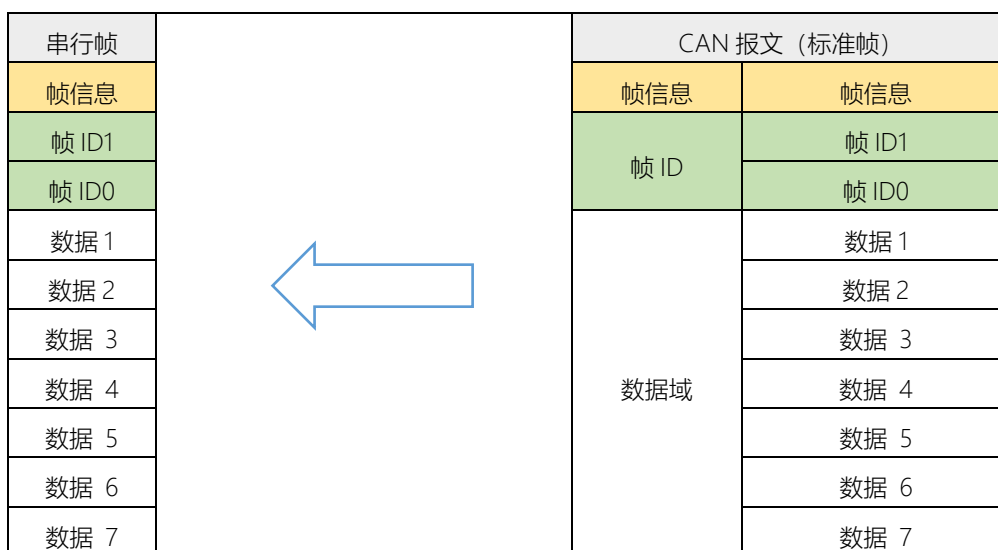 串行帧 CAN 报文（标准帧）
帧信息 帧信息 帧信息
帧 ID1 帧 ID 帧 ID1
帧 ID0 帧 ID0
数据 1 数据域 数据 1
数据 2 数据 2
数据 3 数据 3
数据 4 数据 4
数据 5 数据 5
数据 6 数据 6
数据 7 数据 7